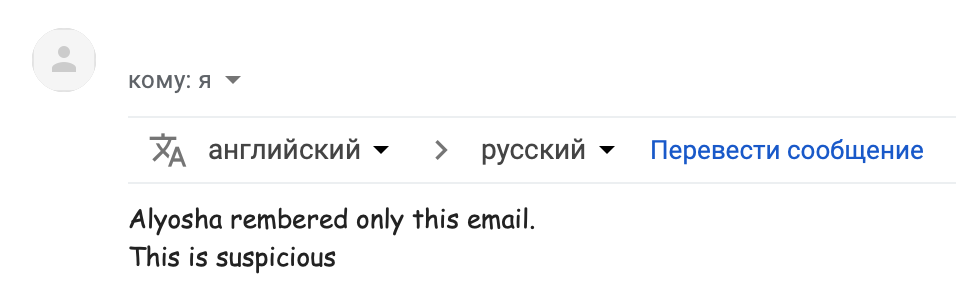 кому: я
английский > русский Перевести сообщение
Alyosha rembered only this email.
This is suspicious